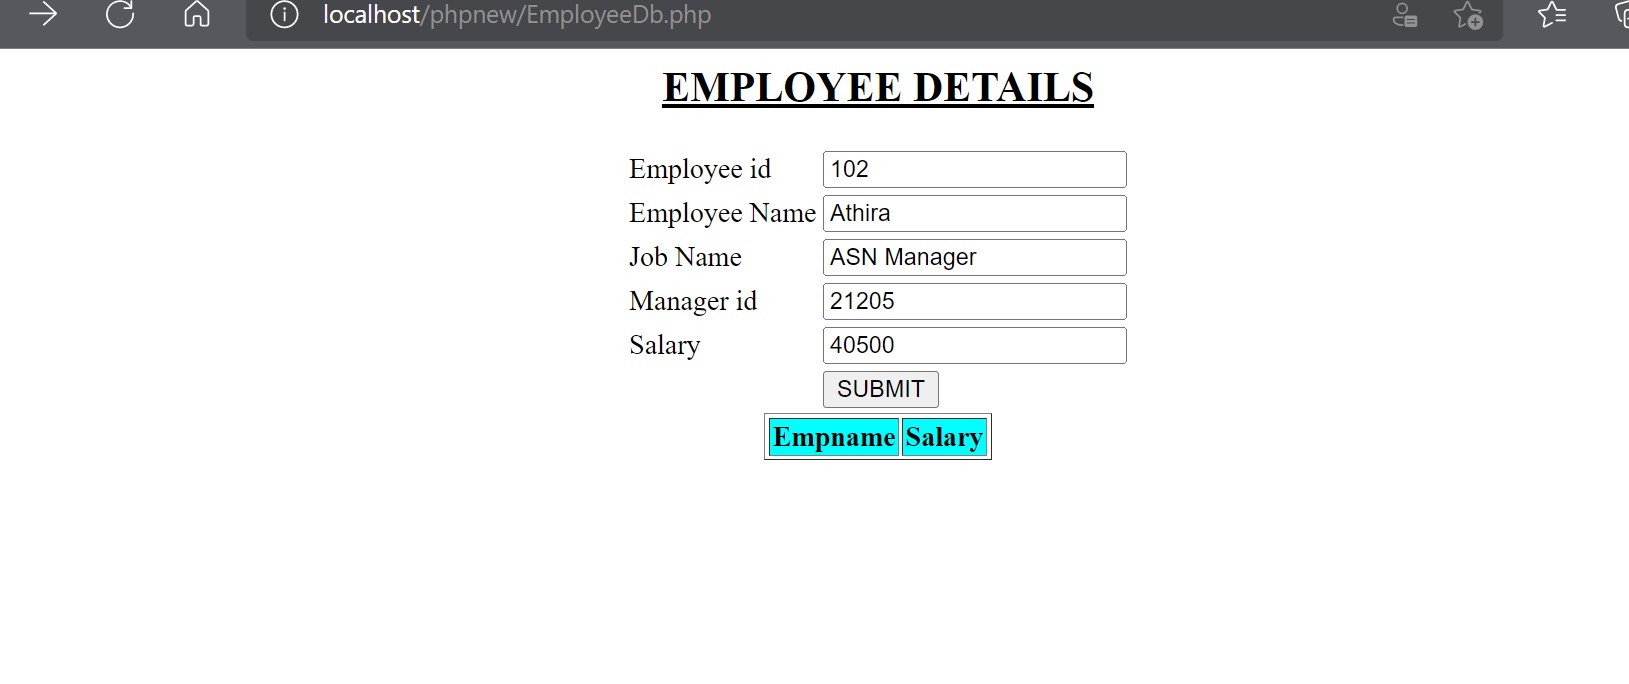 localhost/phpnew/EmployeeDb.php
EMPLOYEE DETAILS
Employee id 102
Employee Name Athira
Job Name ASN Manager
Manager id 21205
Salary 40500
SUBMIT
Empname Salary